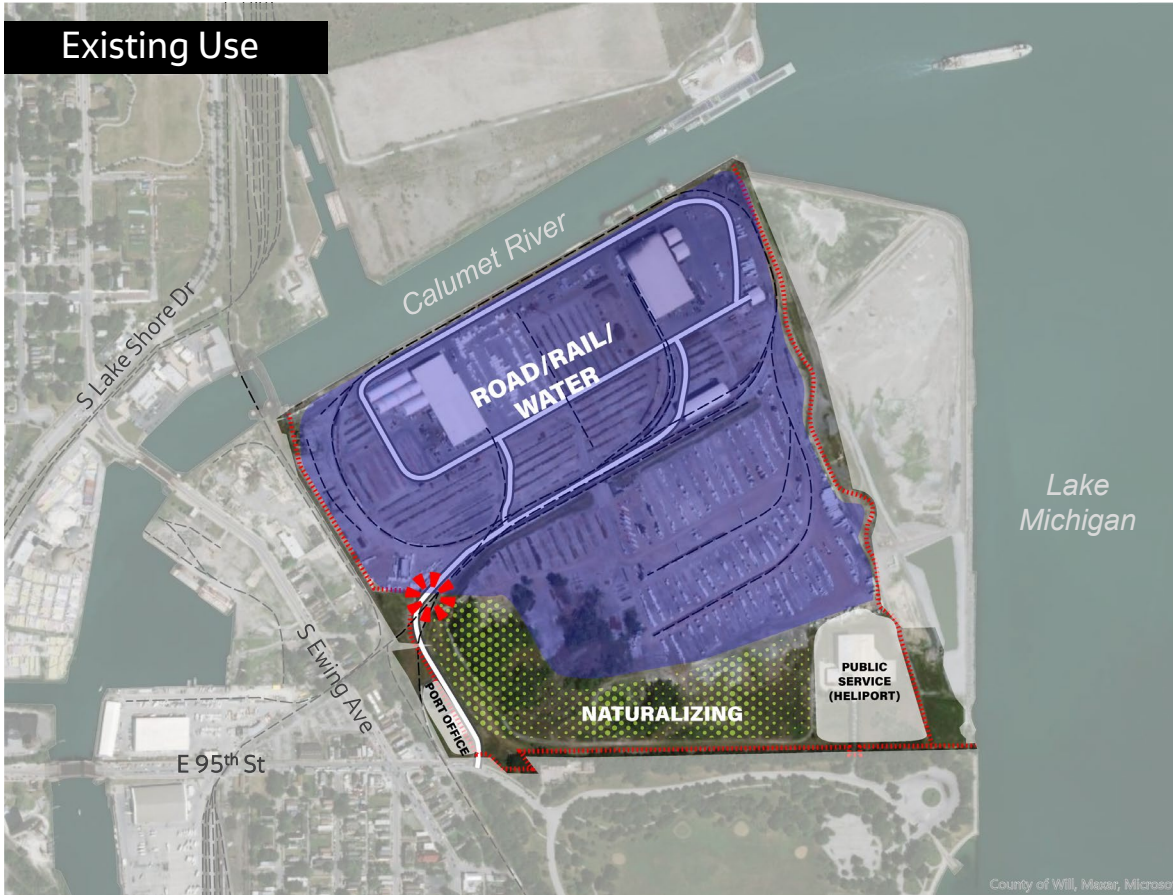 Existing Use
Calumet River
S Lake Shore Dr
ROAD/RAIL/
WATER
Lake
Michigan
S Ewing Ave
PORT OFFICE
NATURALIZING
PUBLIC
SERVICE
(HELIPORT)
E 95th St
County of Will, Maxar, Microso